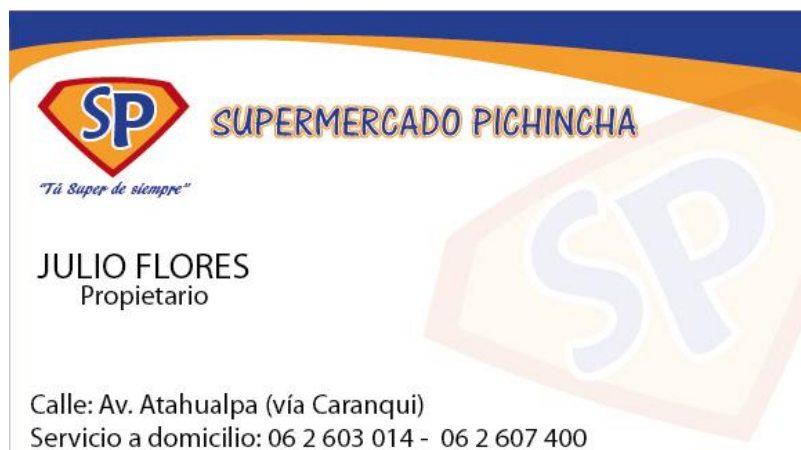 SP
SUPERMERCADO PICHINCHA
"Tú Super de siempre"
JULIO FLORES
Propietario
SP
Calle: Av. Atahualpa (vía Caranqui)
Servicio a domicilio: 06 2 603 014 - 06 2 607 400